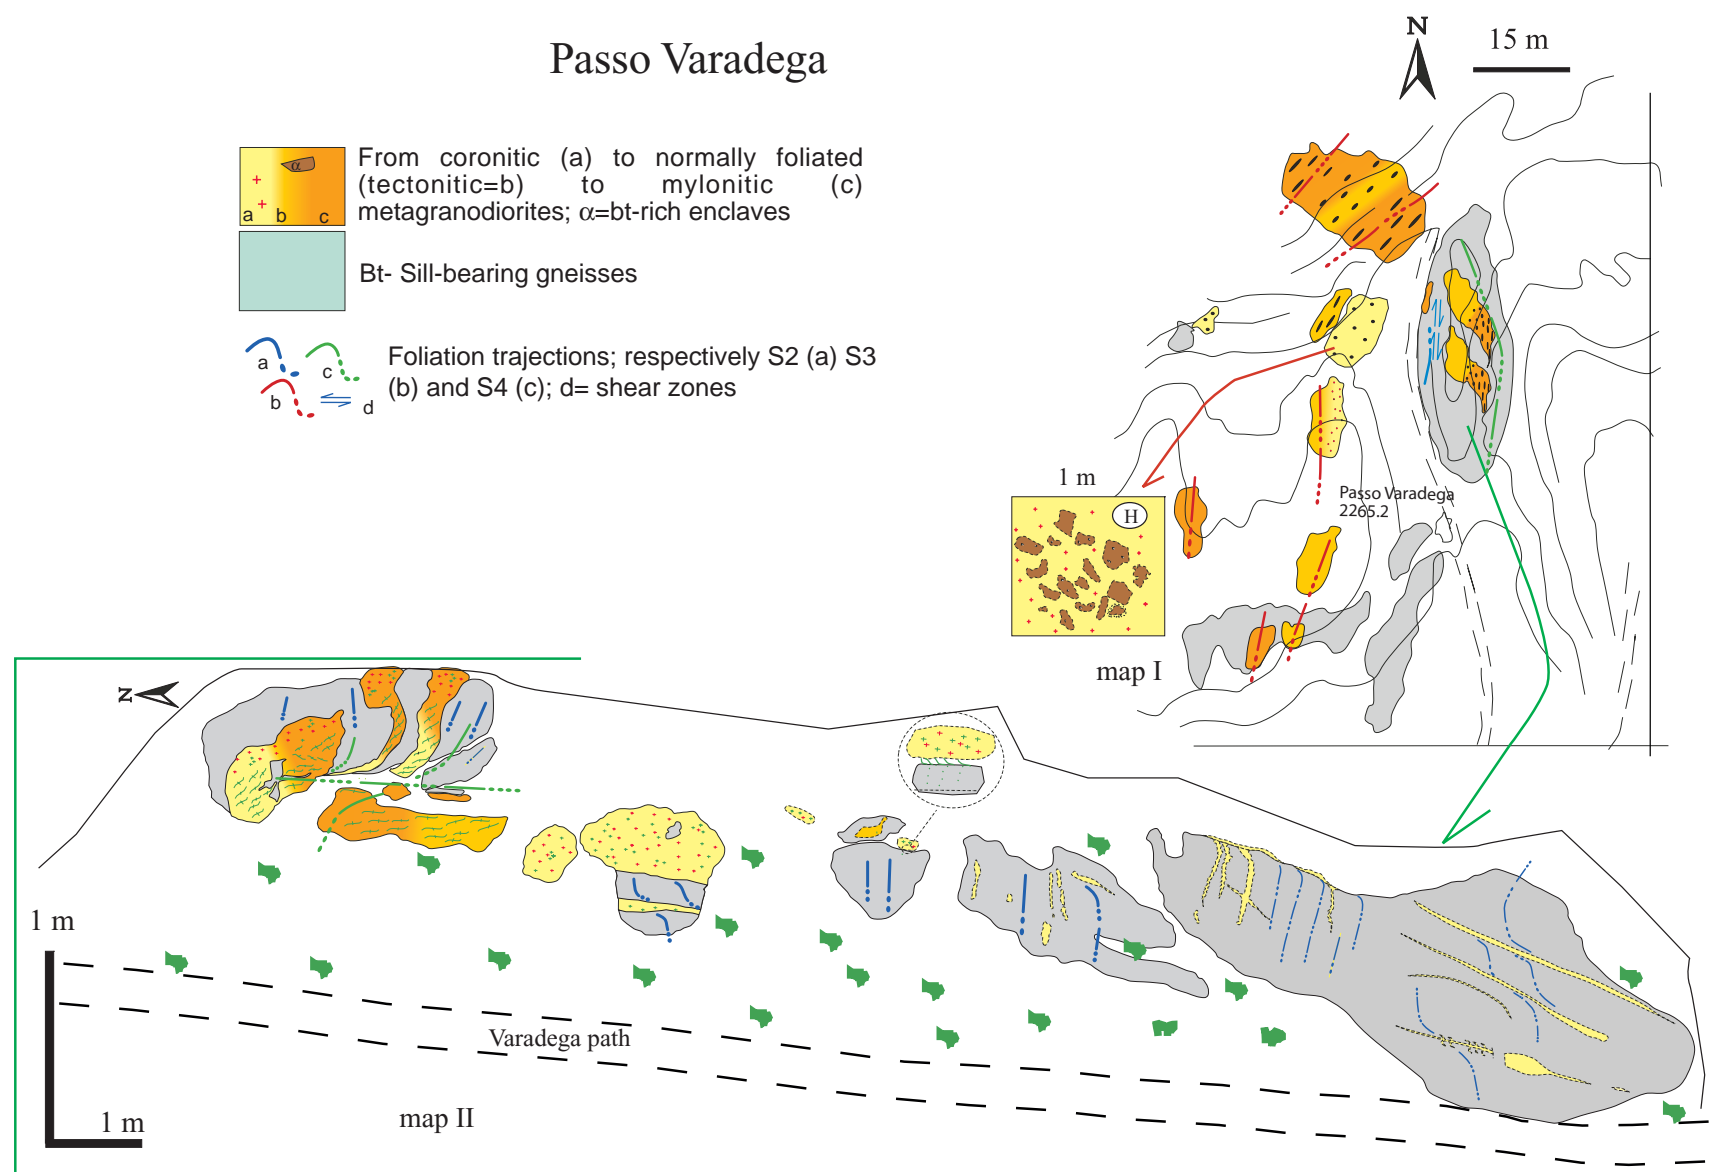 Passo Varadega
N
15 m
α
a b c
From coronitic (a) to normally foliated
(tectonitic=b) to mylonitic (c)
metagranodiorites; α=bt-rich enclaves
Bt- Sill-bearing gneisses
a
c
b
d
Foliation trajections; respectively S2 (a) S3
(b) and S4 (c); d= shear zones
1 m
H
Passo Varadega
2265.2
map I
N
1 m
Varadega path
1 m
map II